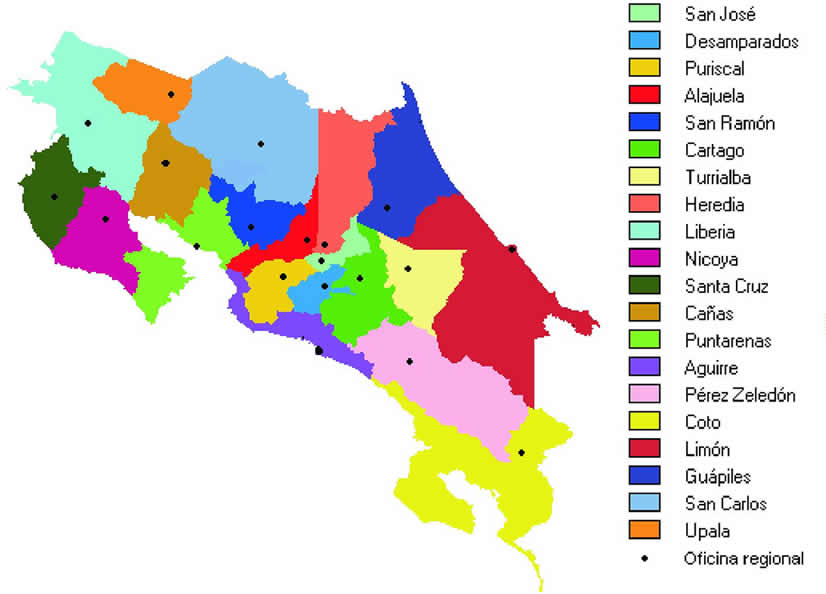 San José
Desamparados
Puriscal
Alajuela
San Ramón
Cartago
Turrialba
Heredia
Liberia
Nicoya
Santa Cruz
Cañas
Puntarenas
Aguirre
Pérez Zeledón
Coto
Limón
Guápiles
San Carlos
Upala
Oficina regional